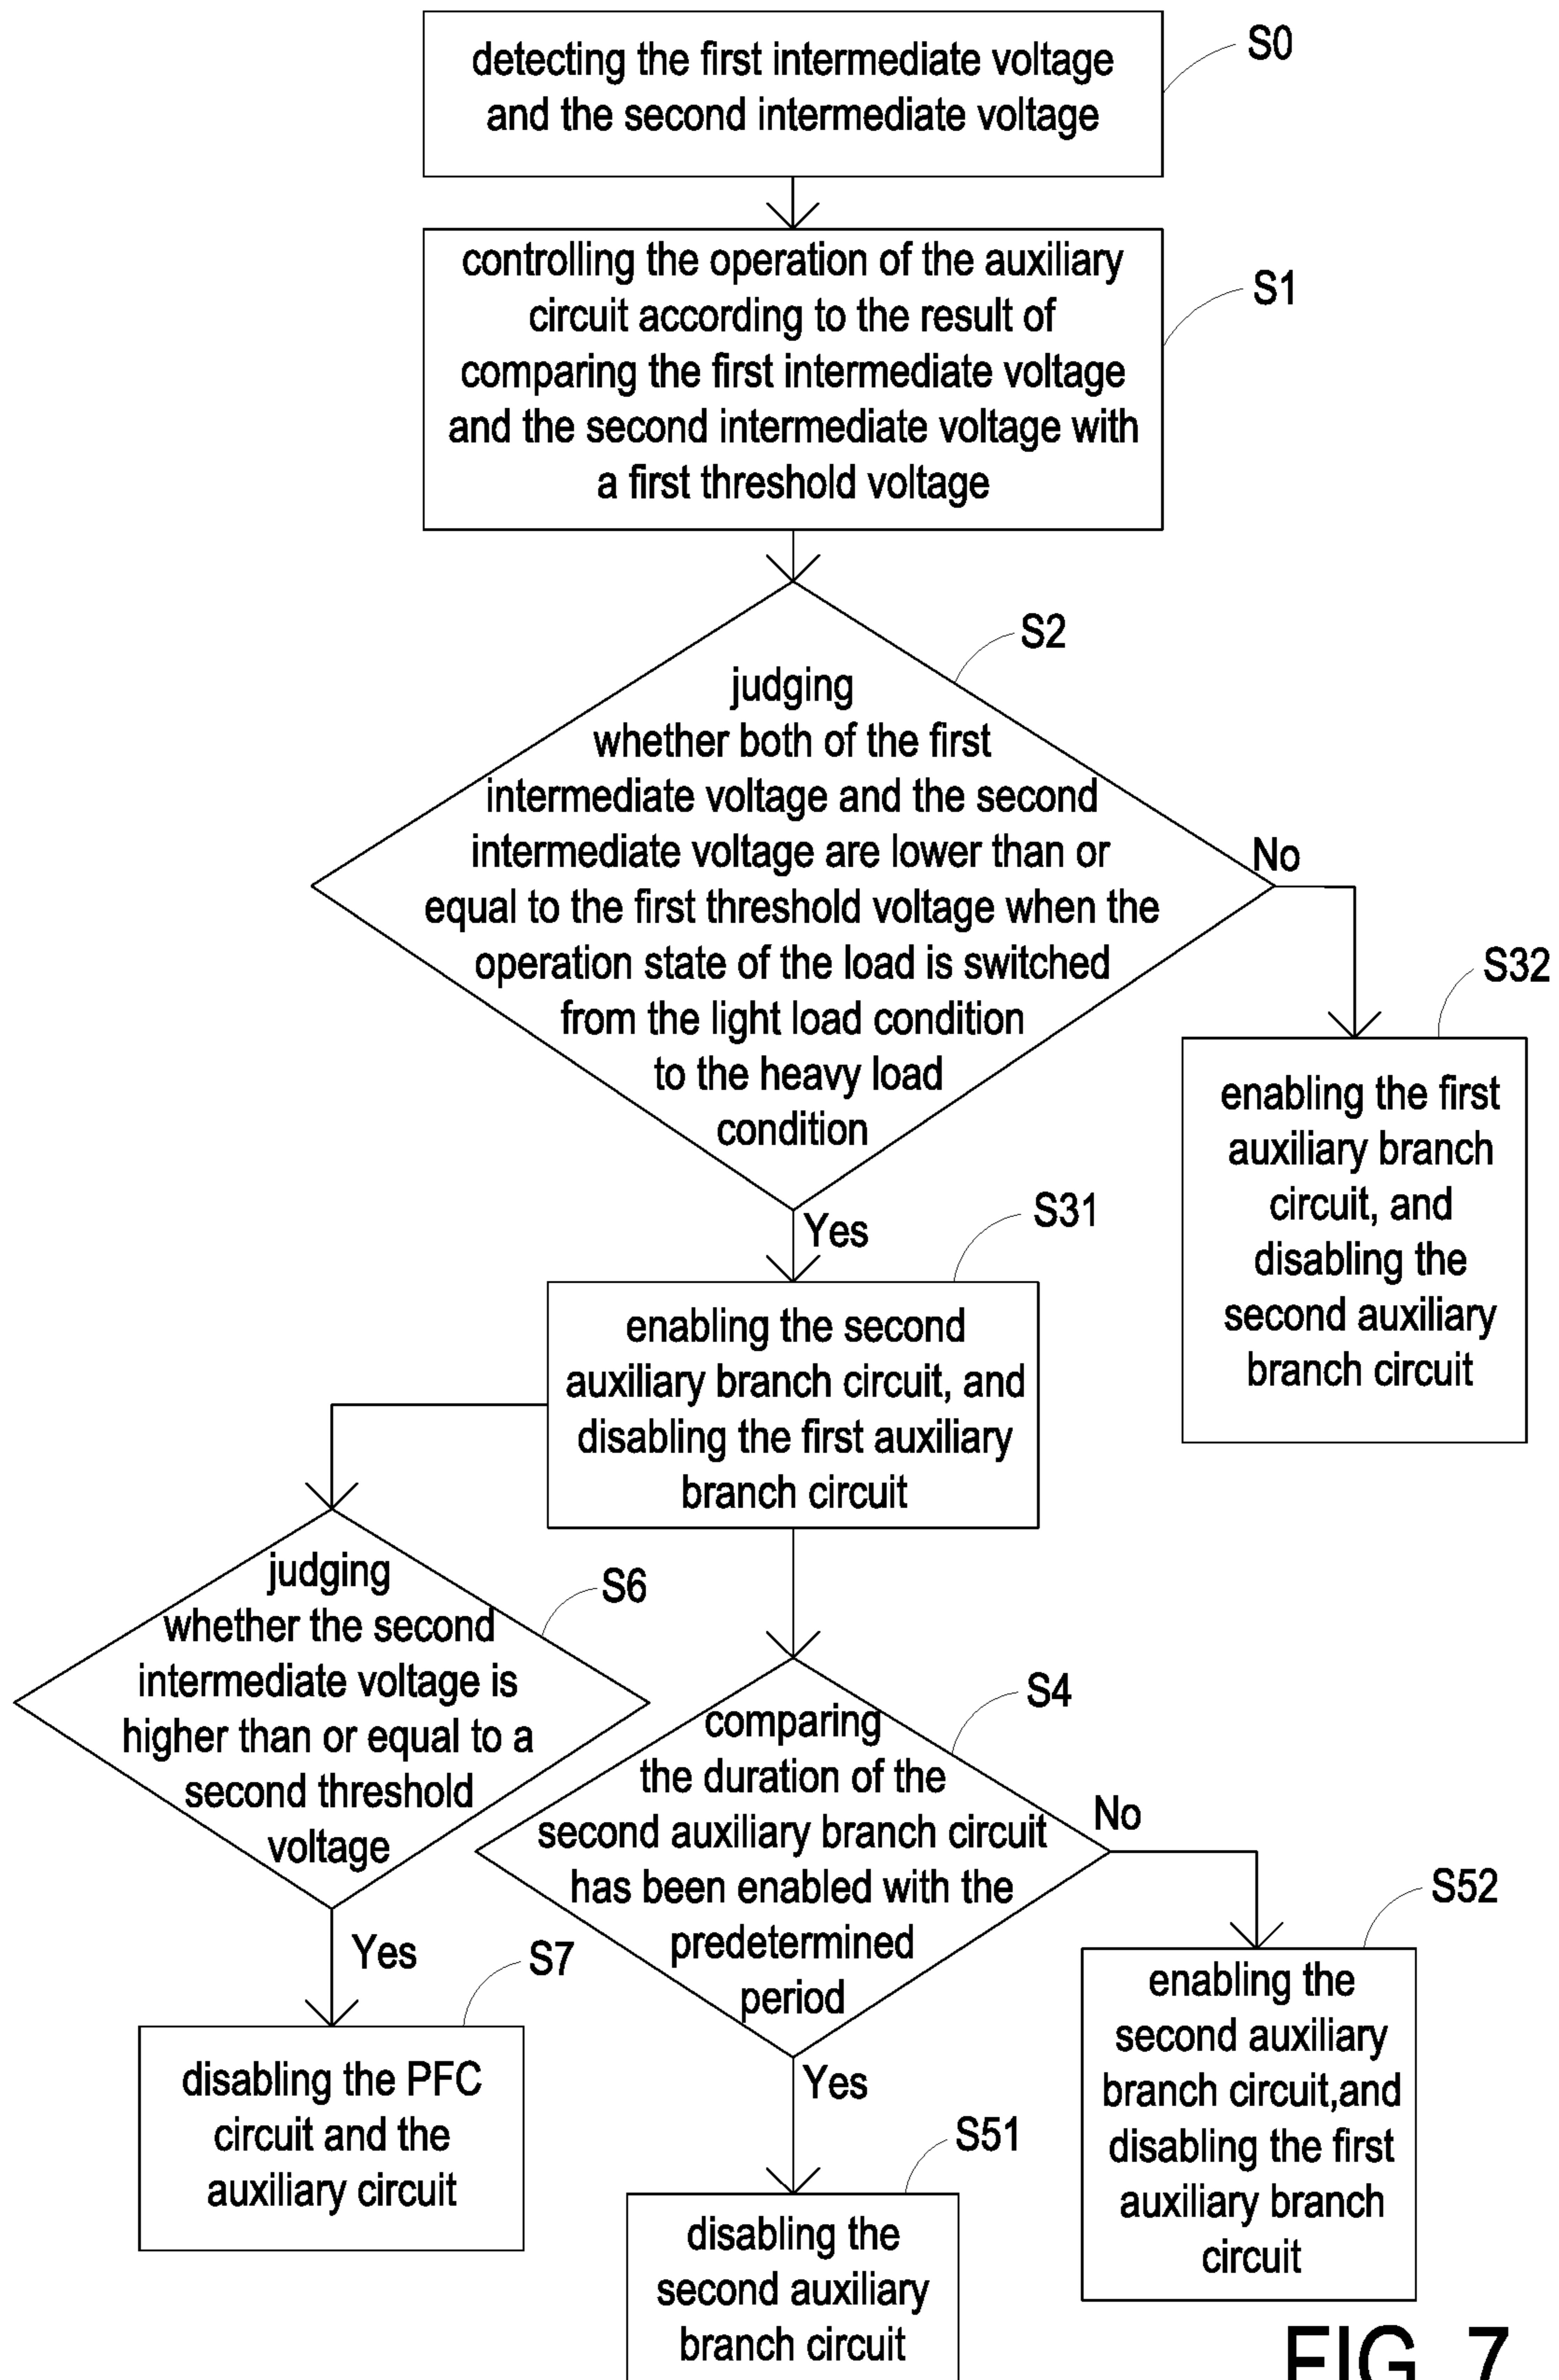 detecting the first intermediate voltage
and the second intermediate voltage
S0
controlling the operation of the auxiliary
circuit according to the result of
comparing the first intermediate voltage
and the second intermediate voltage with
a first threshold voltage
S1
S2
judging
whether both of the first
intermediate voltage and the second
intermediate voltage are lower than or
equal to the first threshold voltage when the
operation state of the load is switched
from the light load condition
to the heavy load
condition
No
S32
enabling the first
auxiliary branch
circuit, and
disabling the
second auxiliary
branch circuit
Yes
S31
enabling the second
auxiliary branch circuit, and
disabling the first auxiliary
branch circuit
judging
whether the second
intermediate voltage is
higher than or equal to a
second threshold
voltage
S6
Yes
S7
disabling the PFC
circuit and the
auxiliary circuit
S4
comparing
the duration of the
second auxiliary branch circuit
has been enabled with the
predetermined
period
No
S52
enabling the
second auxiliary
branch circuit,and
disabling the first
auxiliary branch
circuit
Yes
S51
disabling the
second auxiliary
branch circuit
FIG. 7